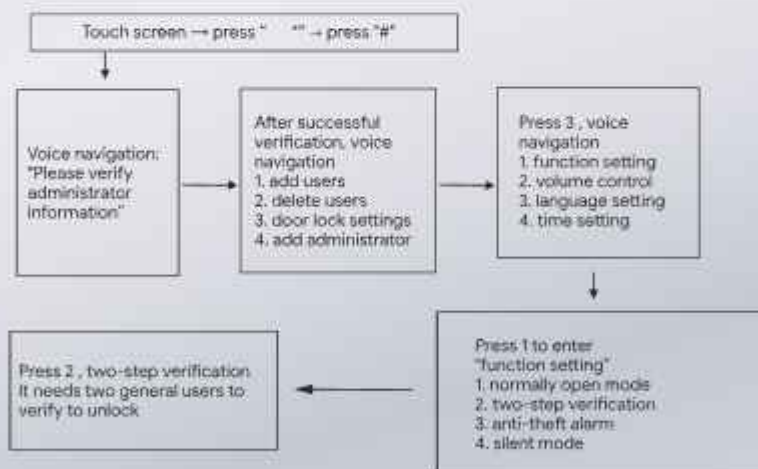 Touch screen → press " *" → press "#"
Voice navigation:
"Please verify
administrator
information"
After successful
verification, voice
navigation
1. add users
2. delete users
3. door lock settings
4. add administrator
Press 3 , voice
navigation
1. function setting
2. volume control
3. language setting
4. time setting
Press 1 to enter
"function setting"
1. normally open mode
2. two-step verification
3. anti-theft alarm
4. silent mode
Press 2 , two-step verification
It needs two general users to
verify to unlock